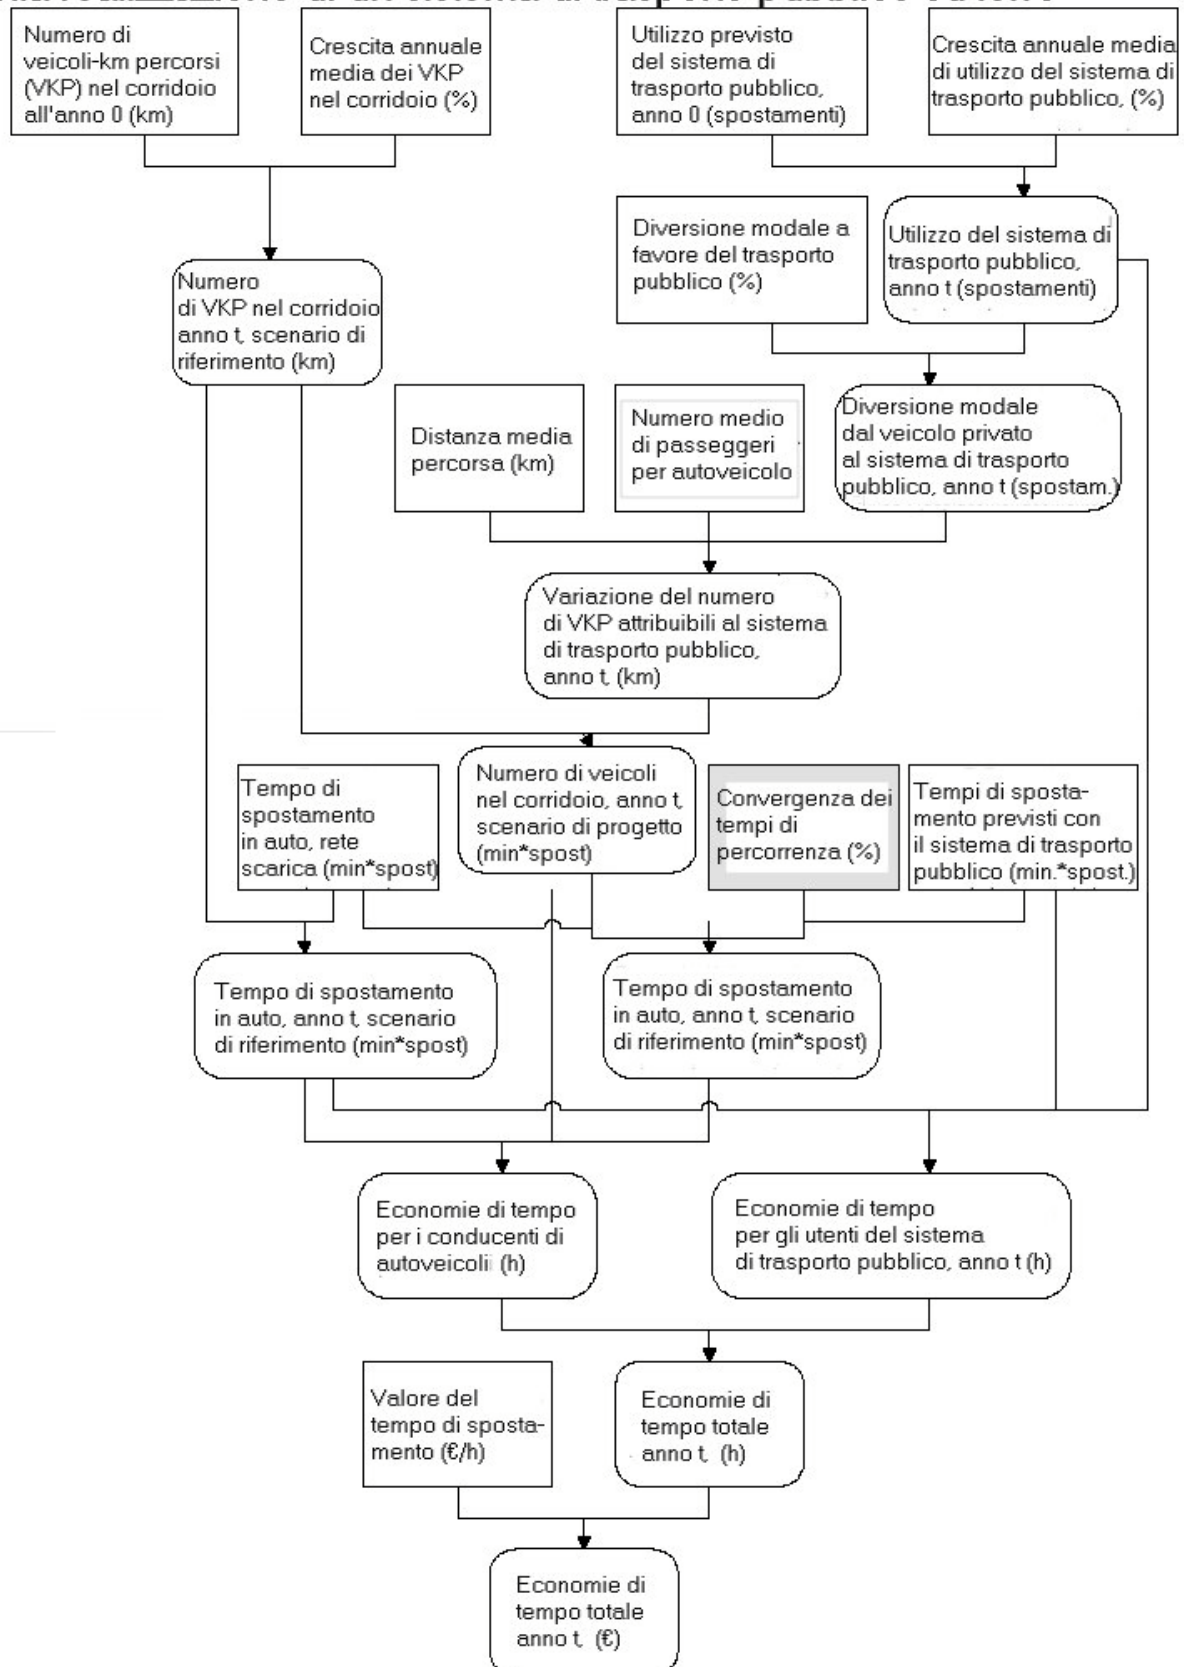 Numero di
veicoli-km percorsi
(VKP) nel corridoio
all'anno 0 (km)
Crescita annuale
media dei VKP
nel corridoio (%)
Utilizzo previsto
del sistema di
trasporto pubblico,
anno 0 (spostamenti)
Crescita annuale media
di utilizzo del sistema di
trasporto pubblico, (%)
Diversione modale a
favore del trasporto
pubblico (%)
Utilizzo del sistema di
trasporto pubblico,
anno t (spostamenti)
Numero
di VKP nel corridoio
anno t, scenario di
riferimento (km)
Distanza media
percorsa (km)
Numero medio
di passeggeri
per autoveicolo
Diversione modale
dal veicolo privato
al sistema di trasporto
pubblico, anno t (spostam.)
Variazione del numero
di VKP attribuibili al sistema
di trasporto pubblico,
anno t, (km)
Tempo di
spostamento
in auto, rete
scarica (min*spost)
Numero di veicoli
nel corridoio, anno t,
scenario di progetto
(min*spost)
Convergenza dei
tempi di
percorrenza (%)
Tempi di sposta-
mento previsti con
il sistema di trasporto
pubblico (min.*spost.)
Tempo di spostamento
in auto, anno t, scenario
di riferimento (min*spost)
Tempo di spostamento
in auto, anno t, scenario
di riferimento (min*spost)
Economie di tempo
per i conducenti di
autoveicoli (h)
Economie di tempo
per gli utenti del sistema
di trasporto pubblico, anno t (h)
Valore del
tempo di sposta-
mento (€/h)
Economie di
tempo totale
anno t, (h)
Economie di
tempo totale
anno t, (€)